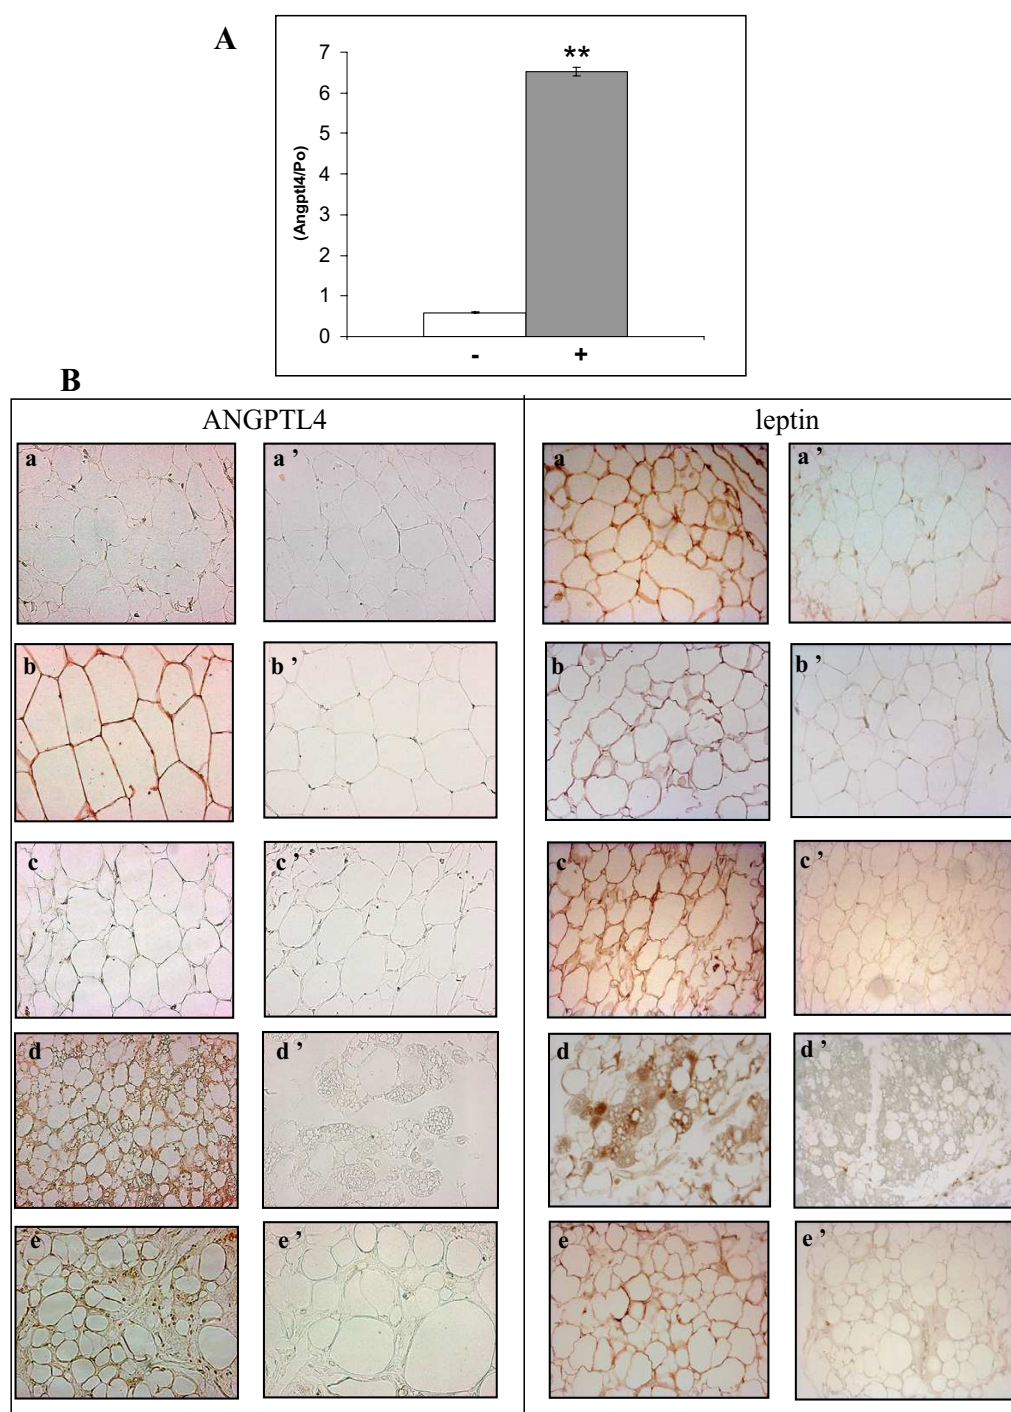 A
(Angptl4/Po)
7
**
6
5
4
3
2
1
0
-
+
B
ANGPTL4
leptin
a
a '
a
a '
b
b '
b
b '
c
c '
c
c '
d
d '
d
d '
e
e '
e
e '